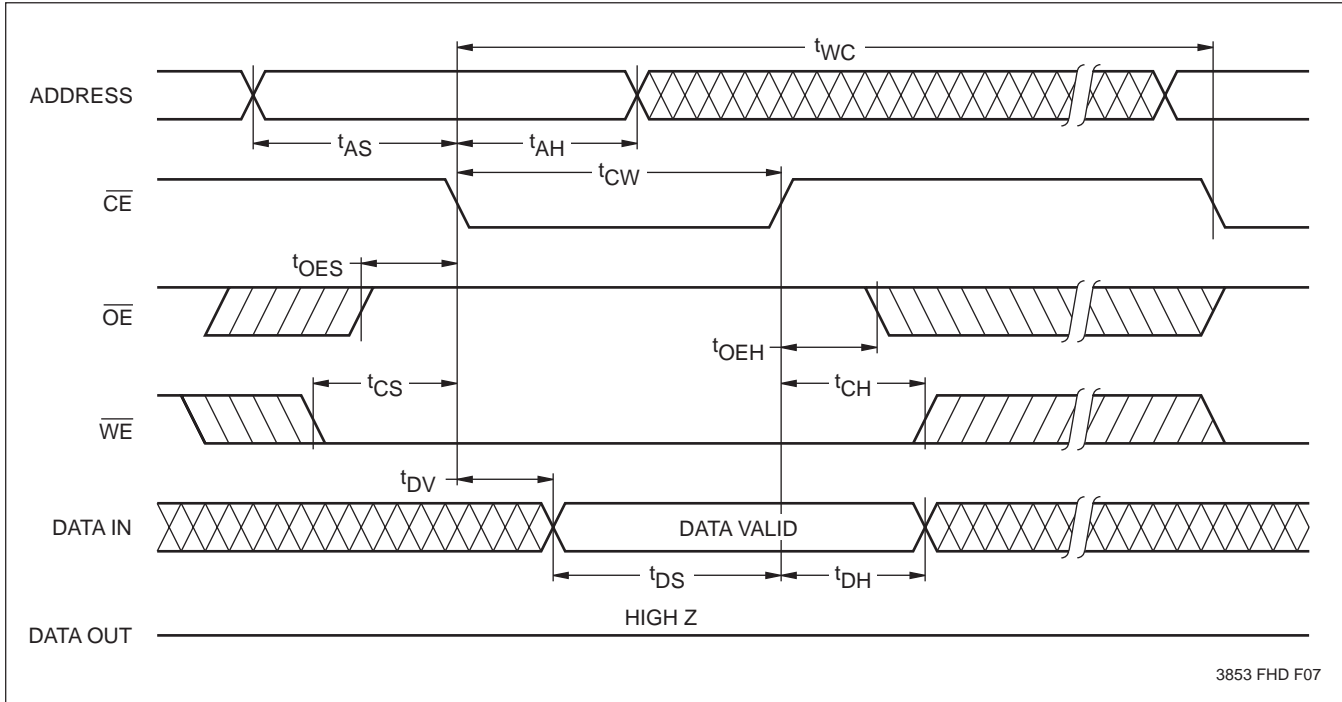 tWC
ADDRESS
tAS
tAH
tCW
CE
tOES
OE
tOEH
tCS
tCH
WE
tDV
DATA IN
DATA VALID
tDS
tDH
HIGH Z
DATA OUT
3853 FHD F07